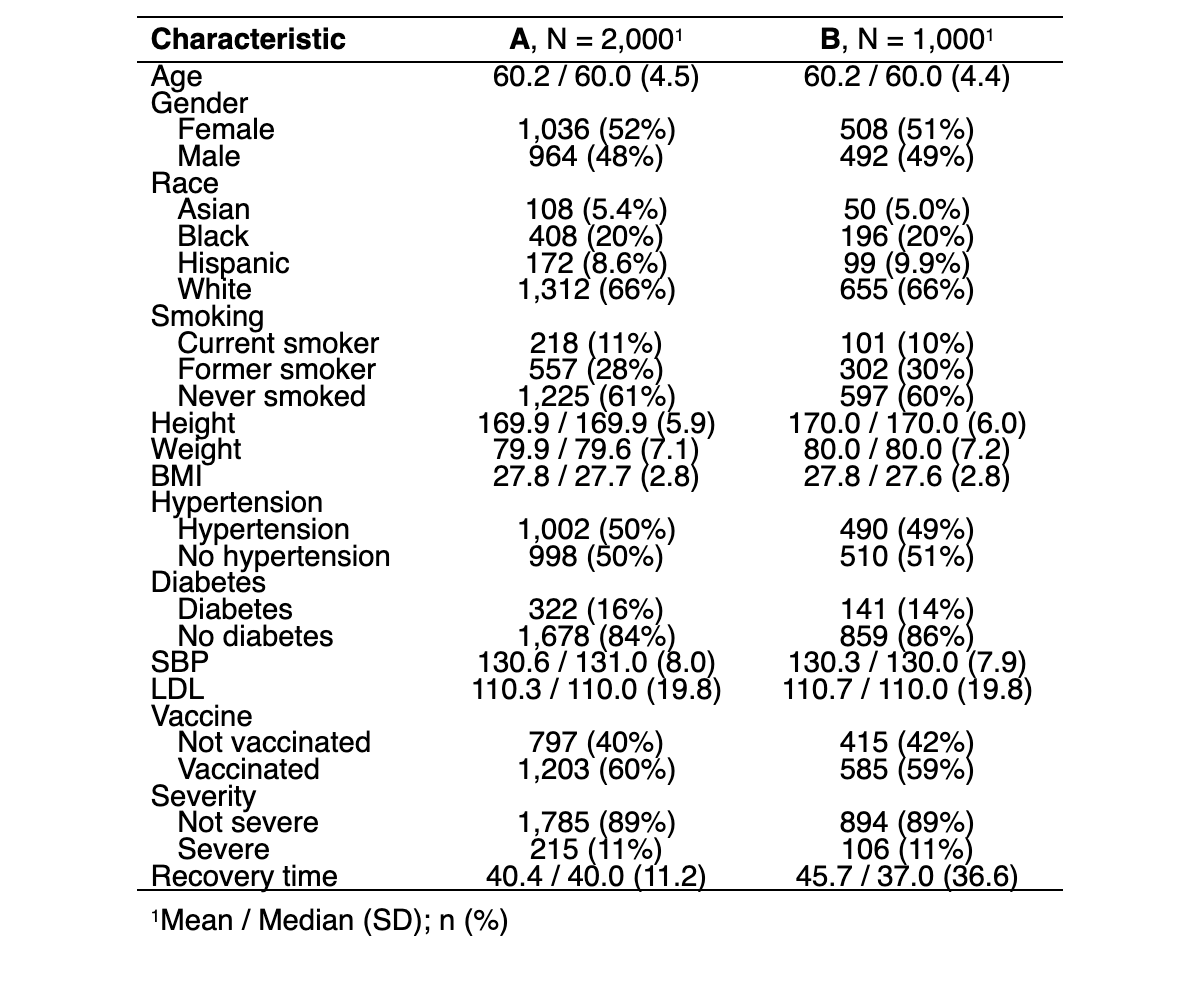 Characteristic A, N = 2,000¹ B, N = 1,000¹
Age 60.2 / 60.0 (4.5) 60.2 / 60.0 (4.4)
Gender
Female 1,036 (52%) 508 (51%)
Male 964 (48%) 492 (49%)
Race
Asian 108 (5.4%) 50 (5.0%)
Black 408 (20%) 196 (20%)
Hispanic 172 (8.6%) 99 (9.9%)
White 1,312 (66%) 655 (66%)
Smoking
Current smoker 218 (11%) 101 (10%)
Former smoker 557 (28%) 302 (30%)
Never smoked 1,225 (61%) 597 (60%)
Height 169.9 / 169.9 (5.9) 170.0 / 170.0 (6.0)
Weight 79.9 / 79.6 (7.1) 80.0 / 80.0 (7.2)
BMI 27.8 / 27.7 (2.8) 27.8 / 27.6 (2.8)
Hypertension
Hypertension 1,002 (50%) 490 (49%)
No hypertension 998 (50%) 510 (51%)
Diabetes
Diabetes 322 (16%) 141 (14%)
No diabetes 1,678 (84%) 859 (86%)
SBP 130.6 / 131.0 (8.0) 130.3 / 130.0 (7.9)
LDL 110.3 / 110.0 (19.8) 110.7 / 110.0 (19.8)
Vaccine
Not vaccinated 797 (40%) 415 (42%)
Vaccinated 1,203 (60%) 585 (59%)
Severity
Not severe 1,785 (89%) 894 (89%)
Severe 215 (11%) 106 (11%)
Recovery time 40.4 / 40.0 (11.2) 45.7 / 37.0 (36.6)
¹Mean / Median (SD); n (%)